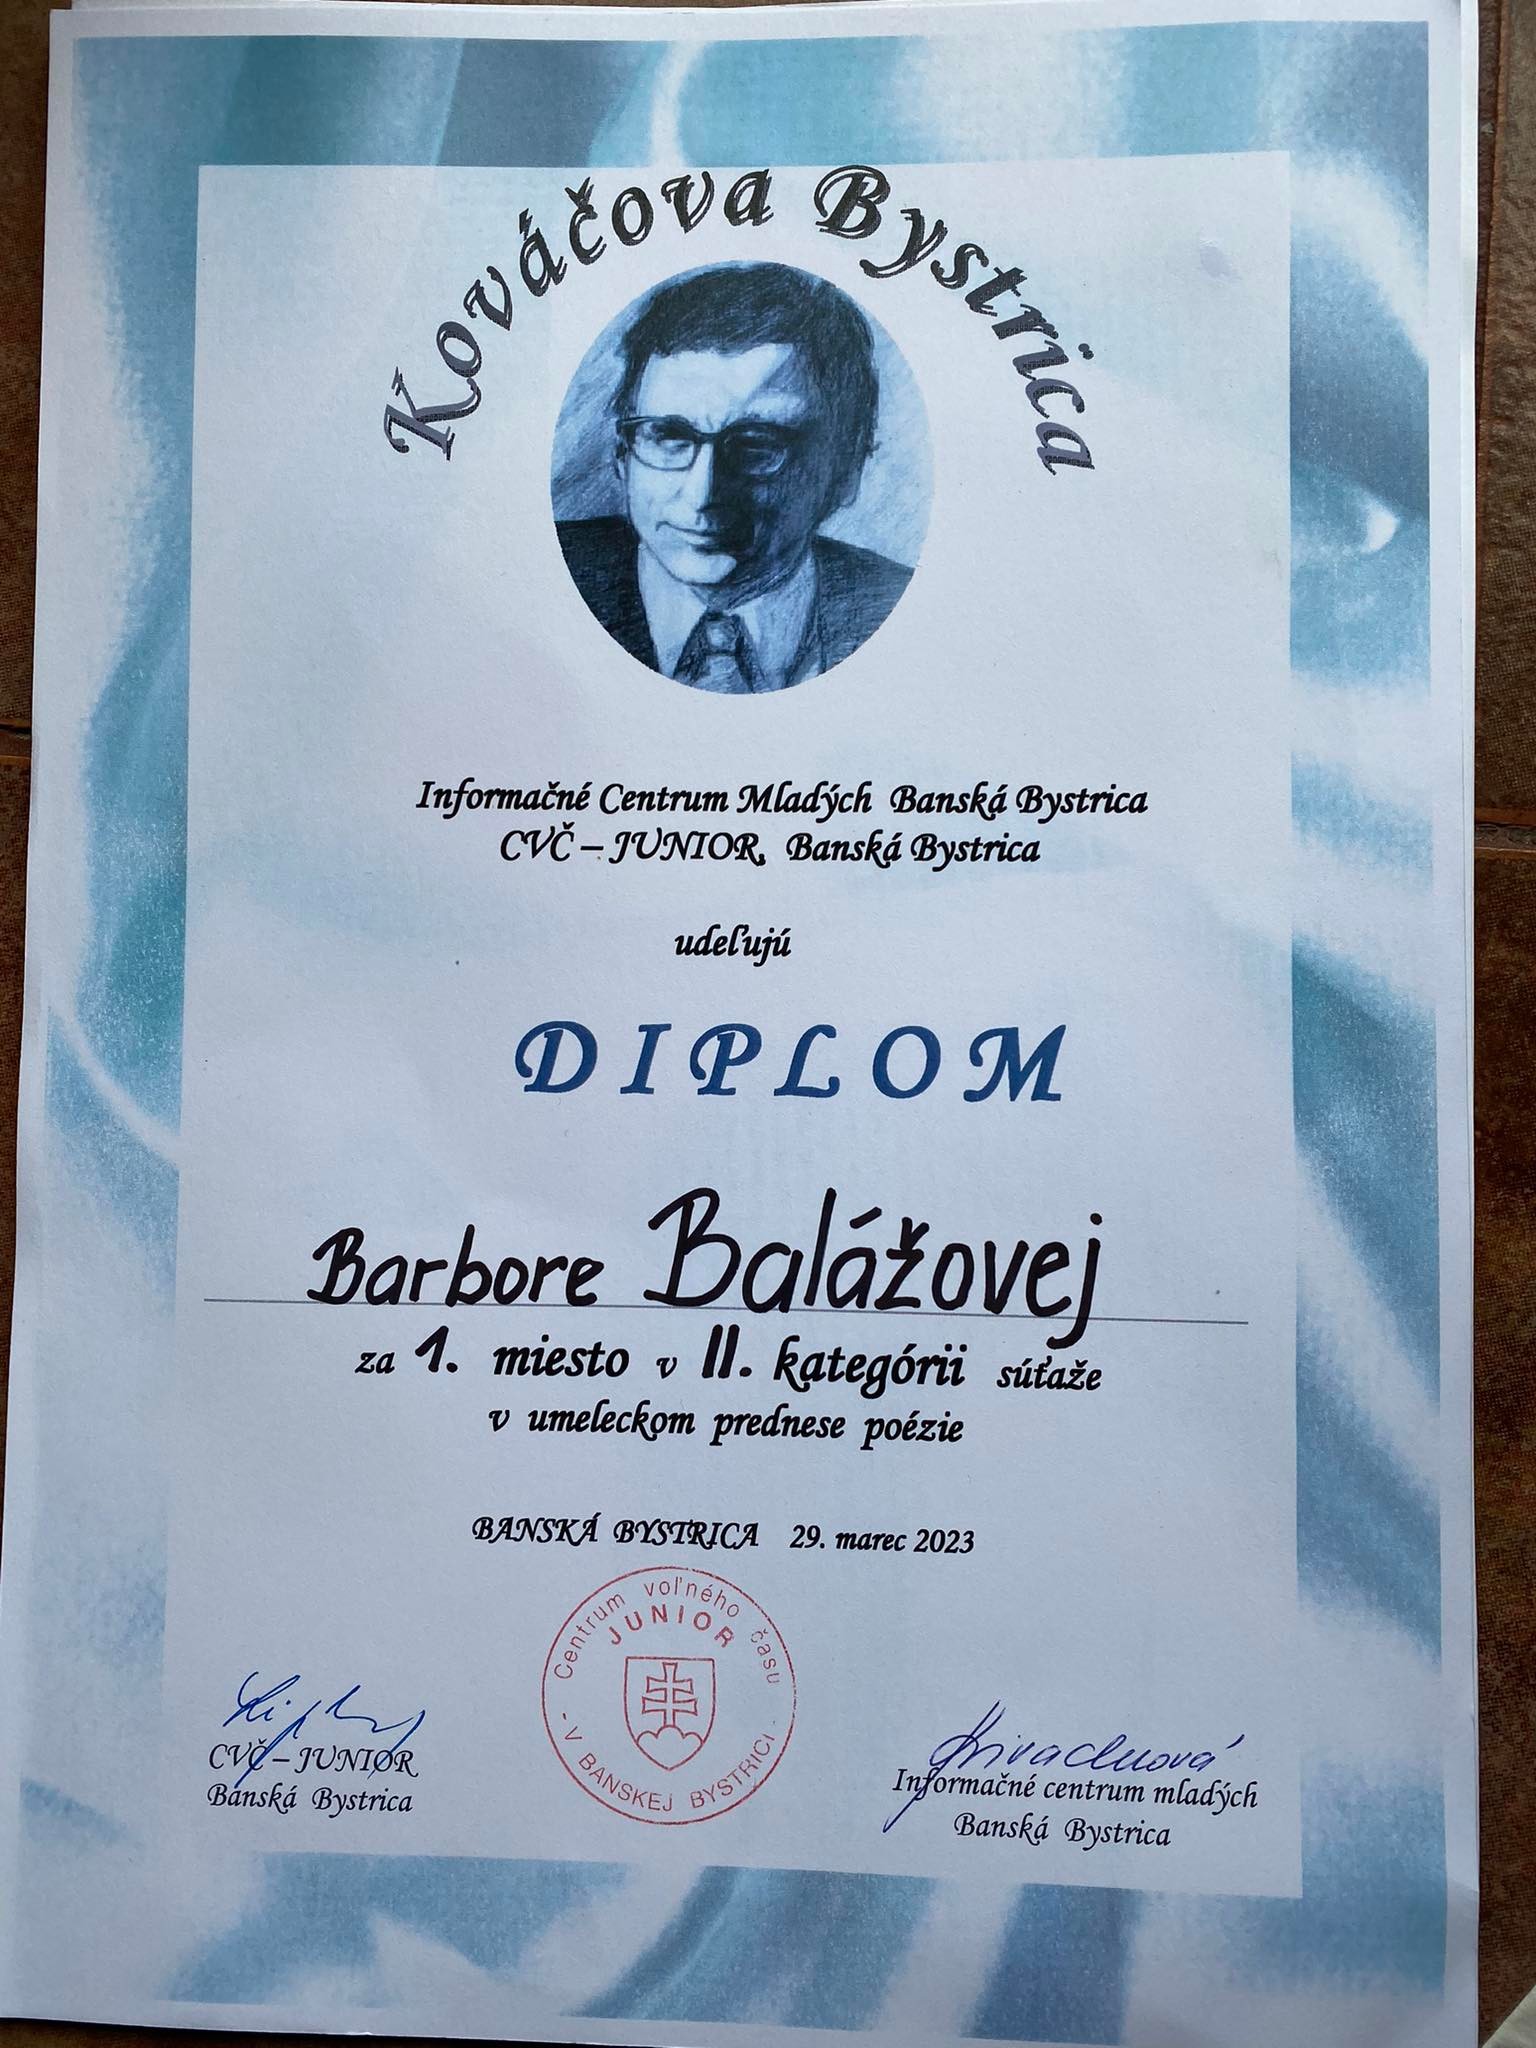 Kováčova Bystrica
Informačné Centrum Mladých Banská Bystrica
CVČ – JUNIOR, Banská Bystrica
udeľujú
DIPLOM
Barbore Balážovej
za 1. miesto v II. kategórii súťaže
v umeleckom prednese poézie
BANSKÁ BYSTRICA 29. marec 2023
Centrum voľného času
JUNIOR
- V BANSKEJ BYSTRICI -
CVČ – JUNIOR
Banská Bystrica
Informačné centrum mladých
Banská Bystrica